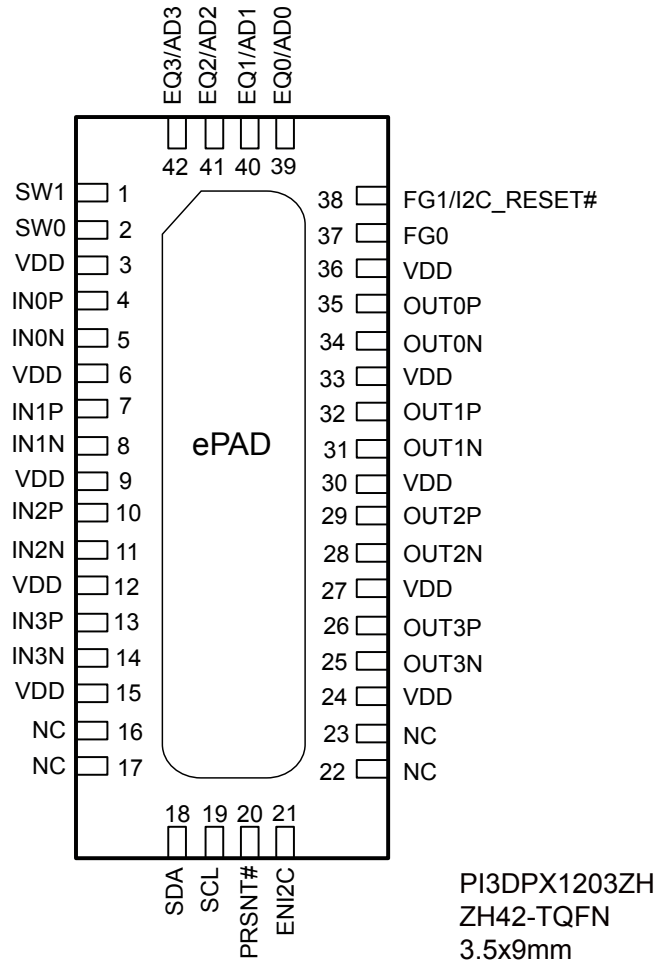 EQ3/AD3
EQ2/AD2
EQ1/AD1
EQ0/AD0
42 41 40 39
SW1 1
SW0 2
VDD 3
IN0P 4
IN0N 5
VDD 6
IN1P 7
IN1N 8
VDD 9
IN2P 10
IN2N 11
VDD 12
IN3P 13
IN3N 14
VDD 15
NC 16
NC 17
ePAD
38 FG1/I2C_RESET#
37 FG0
36 VDD
35 OUT0P
34 OUT0N
33 VDD
32 OUT1P
31 OUT1N
30 VDD
29 OUT2P
28 OUT2N
27 VDD
26 OUT3P
25 OUT3N
24 VDD
23 NC
22 NC
18 19 20 21
SDA
SCL
PRSNT#
ENI2C
PI3DPX1203ZH
ZH42-TQFN
3.5x9mm